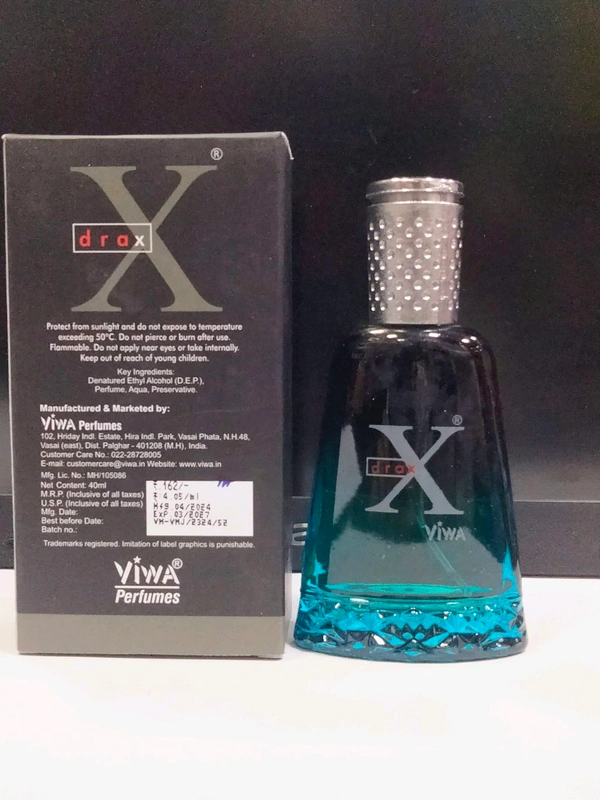 X®
drax
Protect from sunlight and do not expose to temperature
exceeding 50°C. Do not pierce or burn after use.
Flammable. Do not apply near eyes or take internally.
Keep out of reach of young children.
Key Ingredients:
Denatured Ethyl Alcohol (D.E.P.),
Perfume, Aqua, Preservative.
Manufactured & Marketed by:
ViWA Perfumes
102, Hriday Indl. Estate, Hira Indl. Park, Vasai Phata, N.H.48,
Vasai (east), Dist. Palghar - 401208 (M.H), India.
Customer Care No.: 022-28728005
E-mail: customercare@viwa.in Website: www.viwa.in
Mfg. Lic. No.: MH/105086
Net Content: 40ml
M.R.P. (Inclusive of all taxes) ₹ 162/-
U.S.P. (Inclusive of all taxes) ₹ 4.05/ml
Mfg. Date: Mfg 04/2024
Best before Date: Exp 03/2027
Batch no.: VM-VMJ/2324/52
Trademarks registered. Imitation of label graphics is punishable.
ViWA®
Perfumes
X®
drax
ViWA